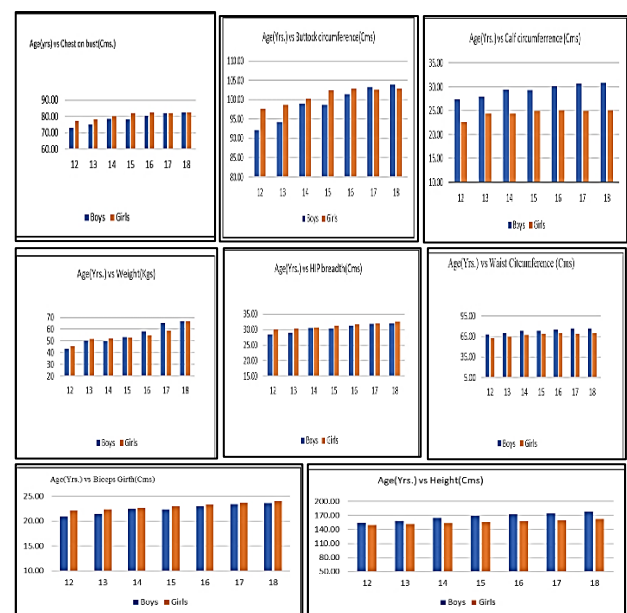 Age(yrs) vs Chest on bust(Cms.)
90.00
80.00
70.00
60.00
12 13 14 15 16 17 18
Boys Girls
Age(Yrs.) vs Buttock circumference(Cms)
110.00
105.00
100.00
95.00
90.00
85.00
80.00
12 13 14 15 16 17 18
Boys Girls
Age(Yrs.) vs Calf circumferrence (Cms)
35.00
30.00
25.00
20.00
15.00
10.00
12 13 14 15 16 17 18
Boys Girls
Age(Yrs.) vs Weight(Kgs)
70
60
50
40
30
20
12 13 14 15 16 17 18
Boys Girls
Age(Yrs.) vs HIP breadth(Cms)
35.00
30.00
25.00
20.00
15.00
12 13 14 15 16 17 18
Boys Girls
Age(Yrs.) vs Waist Citcumference (Cms)
95.00
65.00
35.00
5.00
12 13 14 15 16 17 18
Boys Girls
Age(Yrs.) vs Biceps Girth(Cms)
25.00
20.00
15.00
10.00
12 13 14 15 16 17 18
Boys Girls
Age(Yrs.) vs Height(Cms)
200.00
170.00
140.00
110.00
80.00
50.00
12 13 14 15 16 17 18
Boys Girls